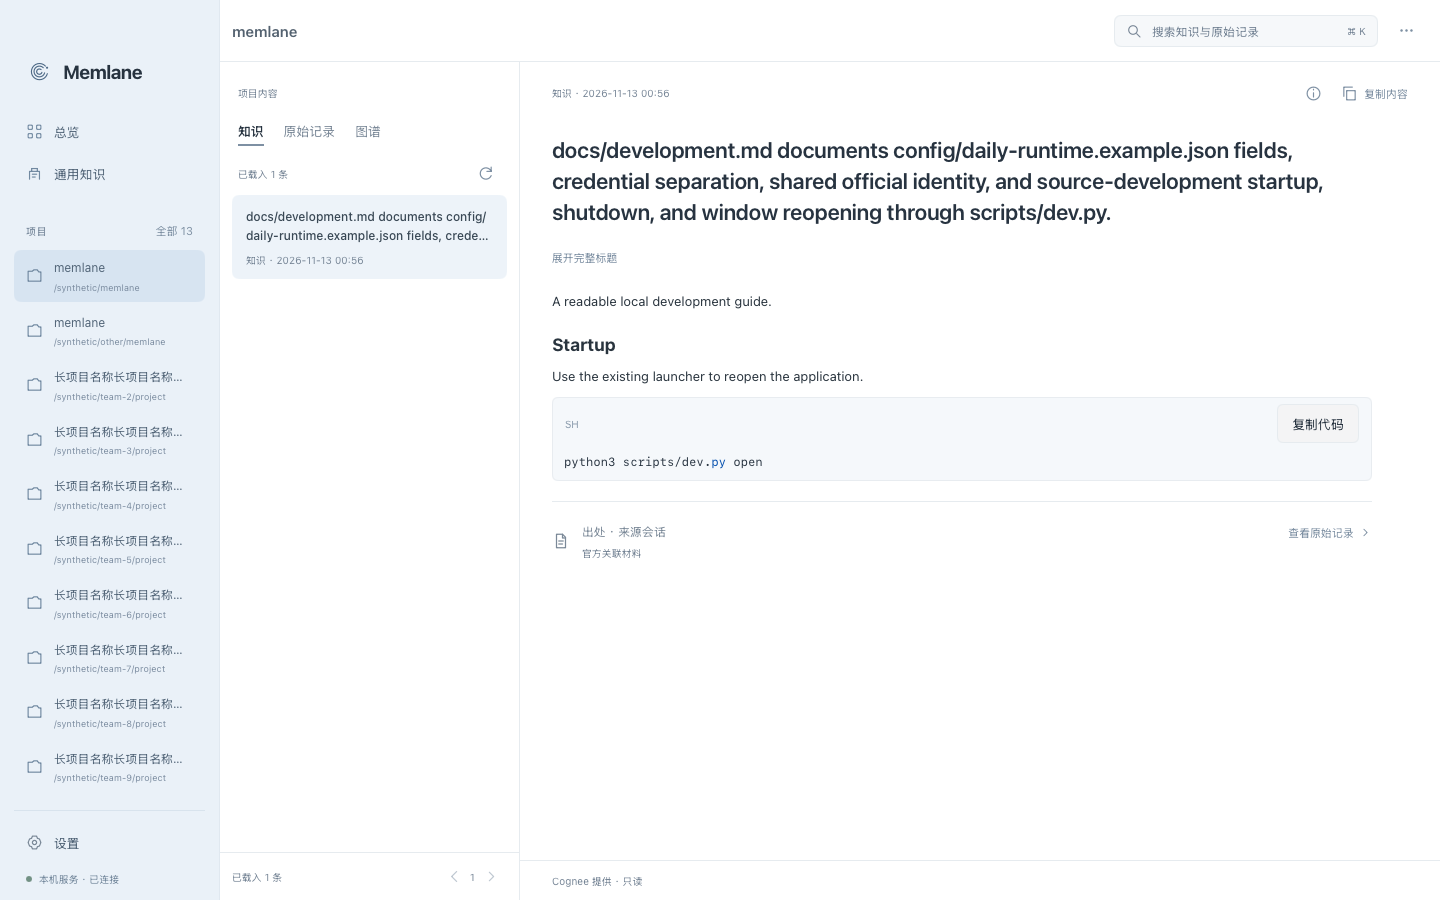 Memlane
总览
通用知识
项目
全部 13
memlane
/synthetic/memlane
memlane
/synthetic/other/memlane
长项目名称长项目名称...
/synthetic/team-2/project
长项目名称长项目名称...
/synthetic/team-3/project
长项目名称长项目名称...
/synthetic/team-4/project
长项目名称长项目名称...
/synthetic/team-5/project
长项目名称长项目名称...
/synthetic/team-6/project
长项目名称长项目名称...
/synthetic/team-7/project
长项目名称长项目名称...
/synthetic/team-8/project
长项目名称长项目名称...
/synthetic/team-9/project
设置
本机服务 · 已连接
memlane
搜索知识与原始记录
⌘ K
项目内容
知识 原始记录 图谱
已载入 1 条
docs/development.md documents config/
daily-runtime.example.json fields, crede...
知识 · 2026-11-13 00:56
已载入 1 条
1
知识 · 2026-11-13 00:56
复制内容
docs/development.md documents config/daily-runtime.example.json fields,
credential separation, shared official identity, and source-development startup,
shutdown, and window reopening through scripts/dev.py.
展开完整标题
A readable local development guide.
Startup
Use the existing launcher to reopen the application.
SH
复制代码
python3 scripts/dev.py open
出处 · 来源会话
官方关联材料
查看原始记录
Cognee 提供 · 只读